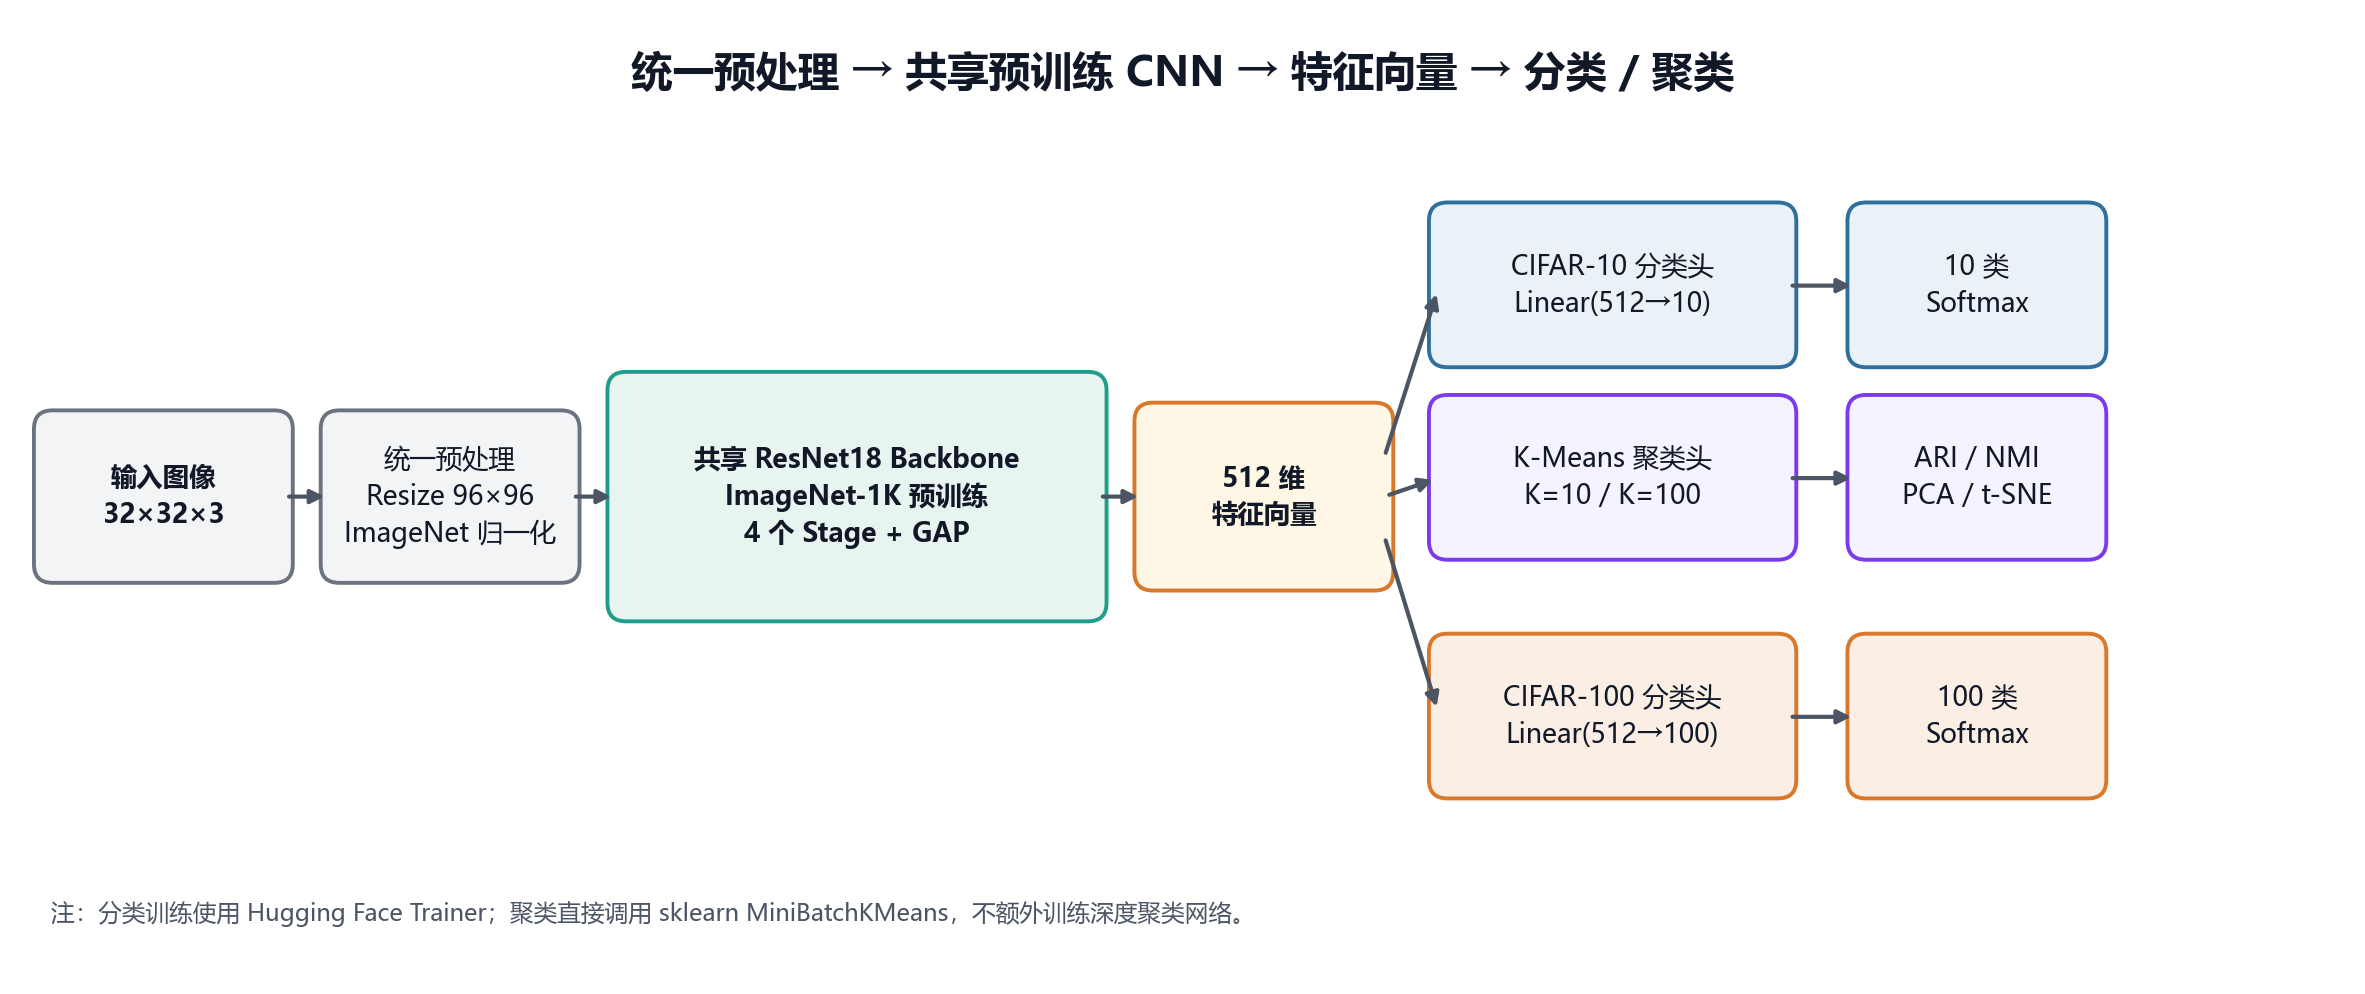 统一预处理 → 共享预训练 CNN → 特征向量 → 分类 / 聚类
输入图像
32×32×3
统一预处理
Resize 96×96
ImageNet 归一化
共享 ResNet18 Backbone
ImageNet-1K 预训练
4 个 Stage + GAP
512 维
特征向量
CIFAR-10 分类头
Linear(512→10)
10 类
Softmax
K-Means 聚类头
K=10 / K=100
ARI / NMI
PCA / t-SNE
CIFAR-100 分类头
Linear(512→100)
100 类
Softmax
注：分类训练使用 Hugging Face Trainer；聚类直接调用 sklearn MiniBatchKMeans，不额外训练深度聚类网络。